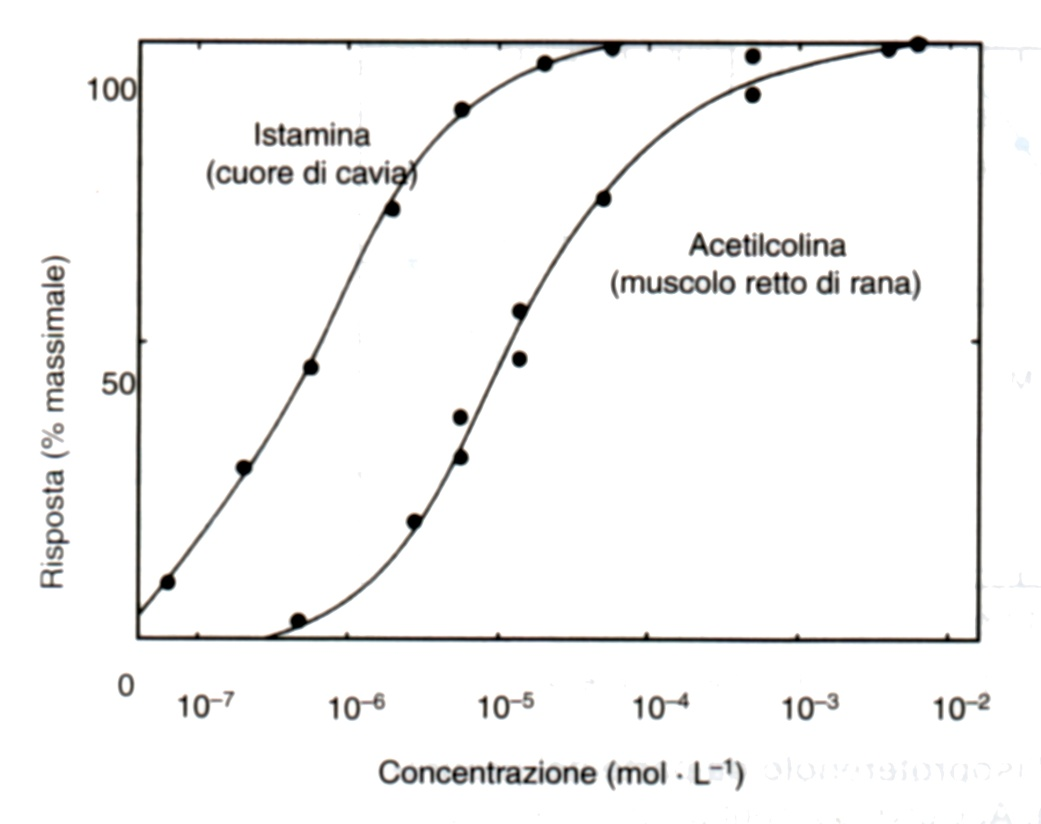 100
Istamina
(cuore di cavia)
Acetilcolina
(muscolo retto di rana)
Risposta (% massimale)
50
0
10⁻⁷ 10⁻⁶ 10⁻⁵ 10⁻⁴ 10⁻³ 10⁻²
Concentrazione (mol · L⁻¹)